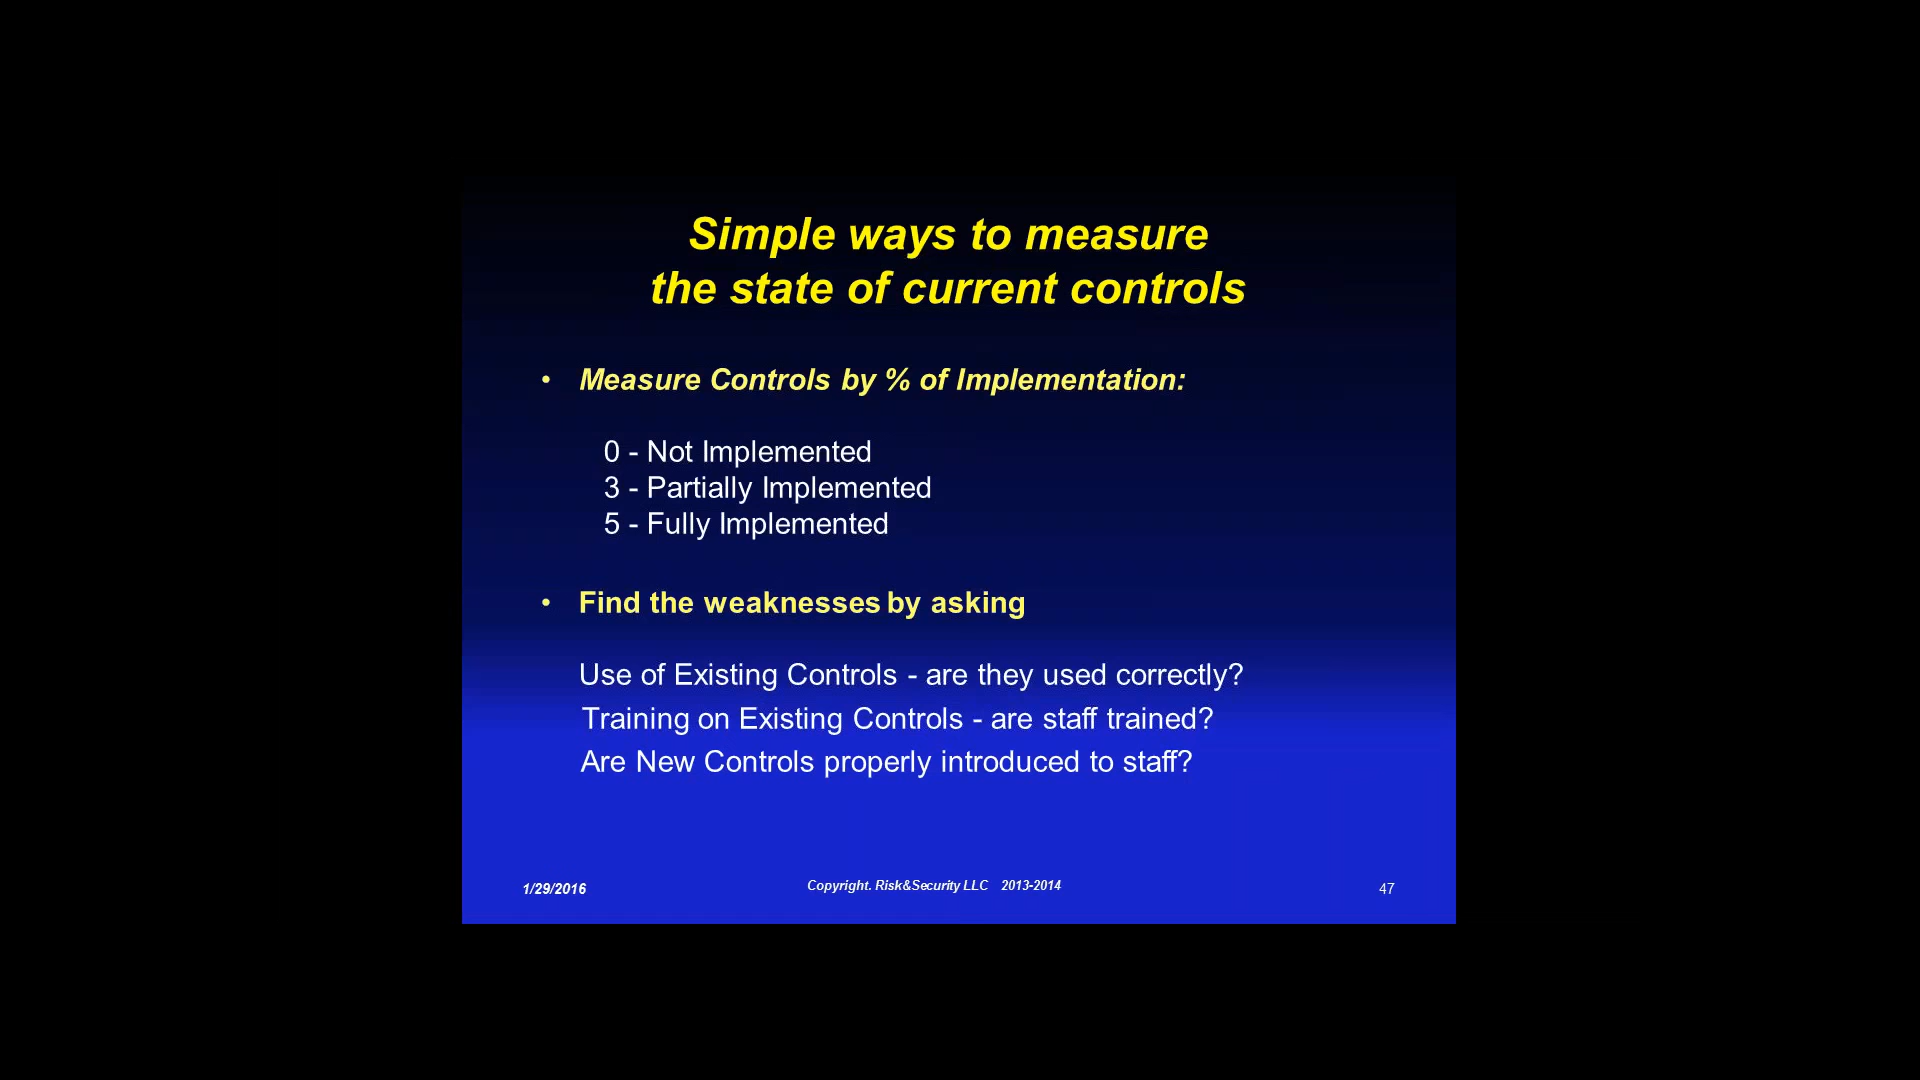 Simple ways to measure
the state of current controls
• Measure Controls by % of Implementation:
0 - Not Implemented
3 - Partially Implemented
5 - Fully Implemented
• Find the weaknesses by asking
Use of Existing Controls - are they used correctly?
Training on Existing Controls - are staff trained?
Are New Controls properly introduced to staff?
1/29/2016
Copyright. Risk&Security LLC 2013-2014
47